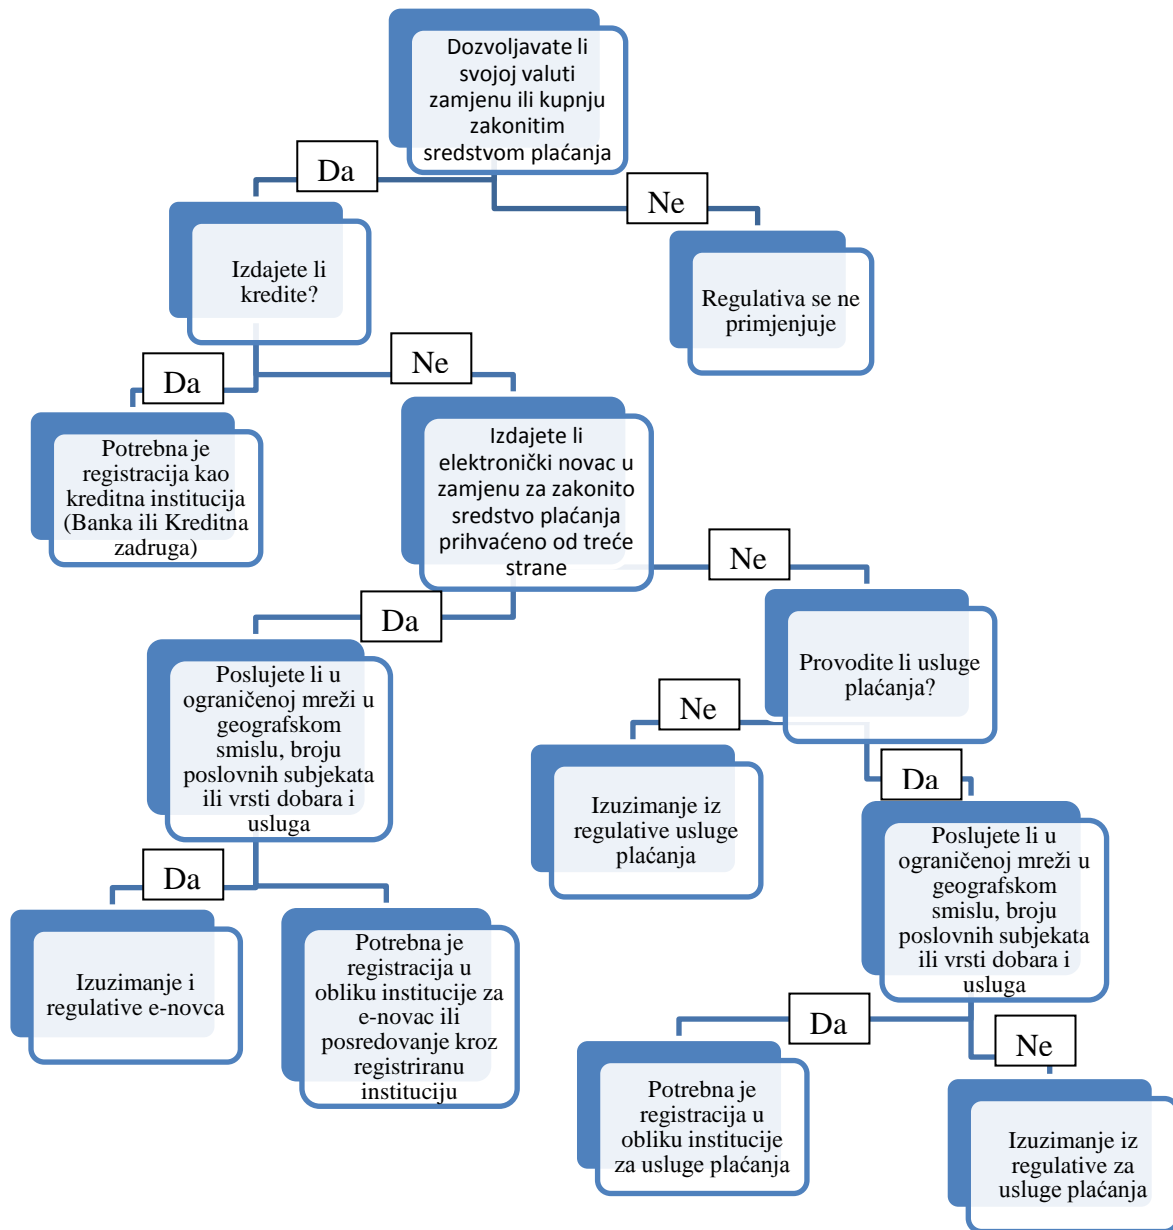 Dozvoljavate li
svojoj valuti
zamjenu ili kupnju
zakonitim
sredstvom plaćanja
Da
Ne
Izdajete li
kredite?
Regulativa se ne
primjenjuje
Da
Ne
Potrebna je
registracija kao
kreditna institucija
(Banka ili Kreditna
zadruga)
Izdajete li
elektronički novac u
zamjenu za zakonito
sredstvo plaćanja
prihvaćeno od treće
strane
Da
Ne
Poslujete li u
ograničenoj mreži u
geografskom
smislu, broju
poslovnih subjekata
ili vrsti dobara i
usluga
Provodite li usluge
plaćanja?
Ne
Da
Izuzimanje iz
regulative usluge
plaćanja
Poslujete li u
ograničenoj mreži u
geografskom
smislu, broju
poslovnih subjekata
ili vrsti dobara i
usluga
Da
Izuzimanje i
regulative e-novca
Potrebna je
registracija u
obliku institucije za
e-novac ili
posredovanje kroz
registriranu
instituciju
Da
Ne
Potrebna je
registracija u
obliku institucije
za usluge plaćanja
Izuzimanje iz
regulative za
usluge plaćanja